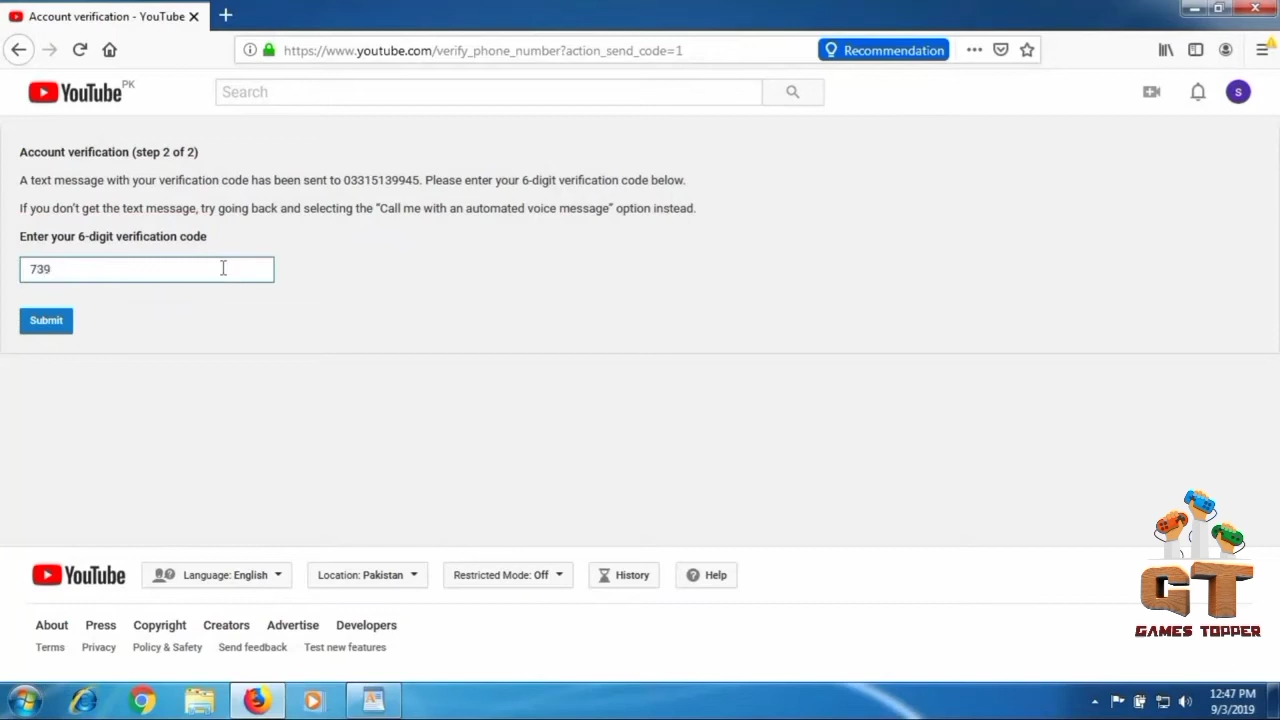 Account verification - YouTube
https://www.youtube.com/verify_phone_number?action_send_code=1
Recommendation
YouTube PK
Search
S
Account verification (step 2 of 2)
A text message with your verification code has been sent to 03315139945. Please enter your 6-digit verification code below.
If you don't get the text message, try going back and selecting the “Call me with an automated voice message” option instead.
Enter your 6-digit verification code
739
Submit
YouTube
Language: English
Location: Pakistan
Restricted Mode: Off
History
Help
About Press Copyright Creators Advertise Developers
Terms Privacy Policy & Safety Send feedback Test new features
GT
GAMES TOPPER
12:47 PM
9/3/2019